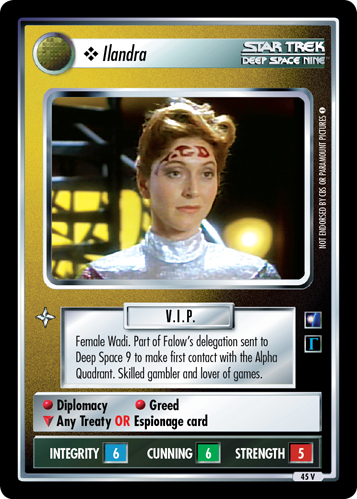 ❖ Ilandra
STAR TREK
DEEP SPACE NINE™
NOT ENDORSED BY CBS OR PARAMOUNT PICTURES
V.I.P.
Female Wadi. Part of Falow's delegation sent to
Deep Space 9 to make first contact with the Alpha
Quadrant. Skilled gambler and lover of games.
Diplomacy Greed
Any Treaty OR Espionage card
INTEGRITY 6 CUNNING 6 STRENGTH 5
45 V